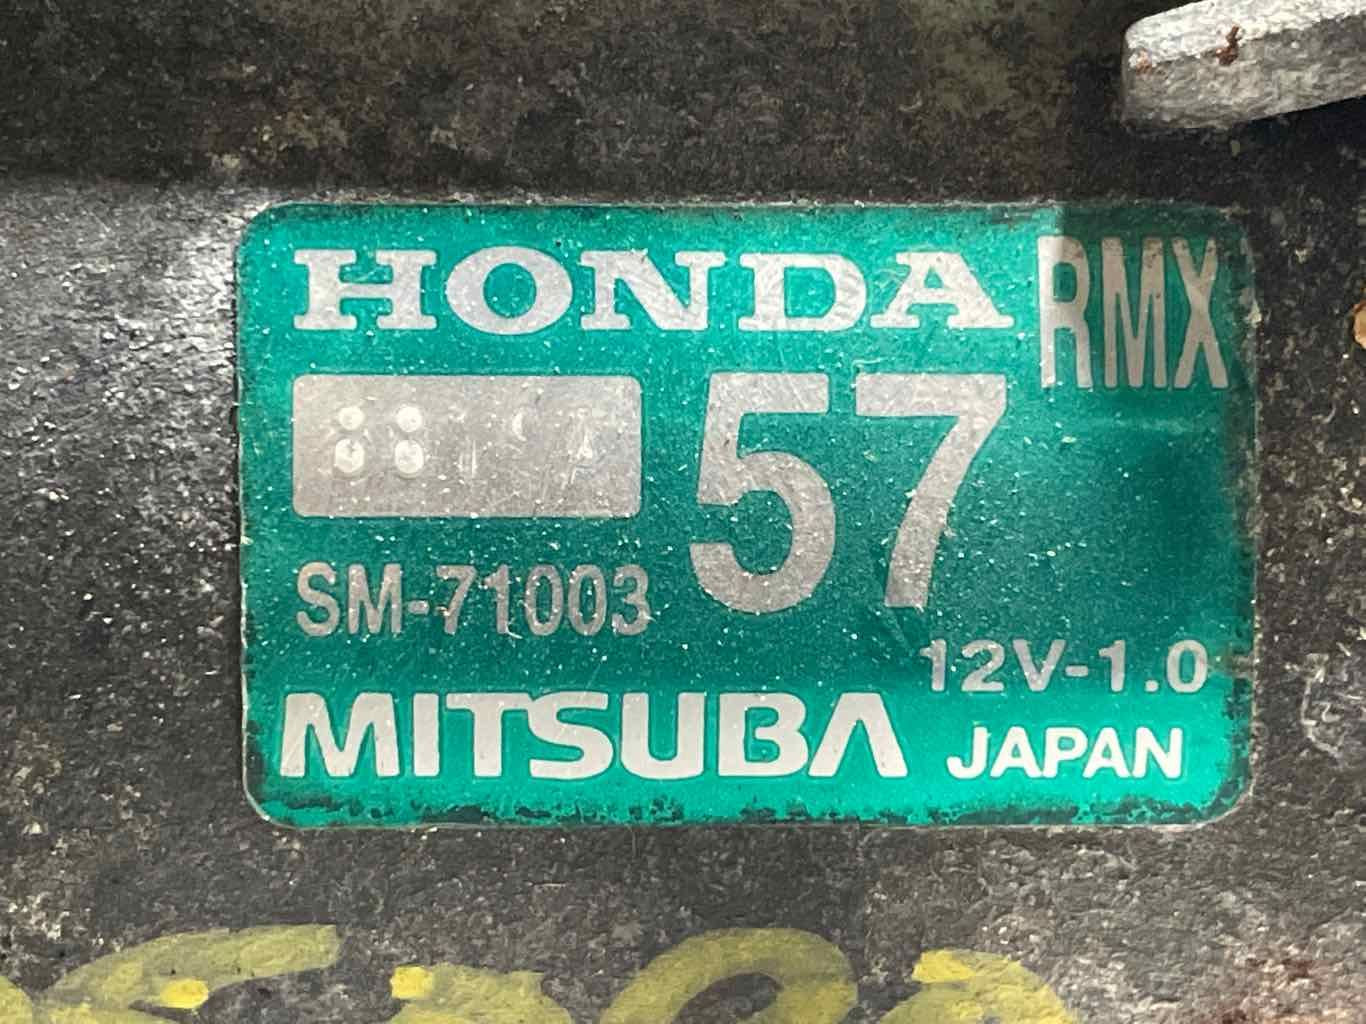 HONDA RMX
57
SM-71003
12V-1.0
MITSUBA JAPAN